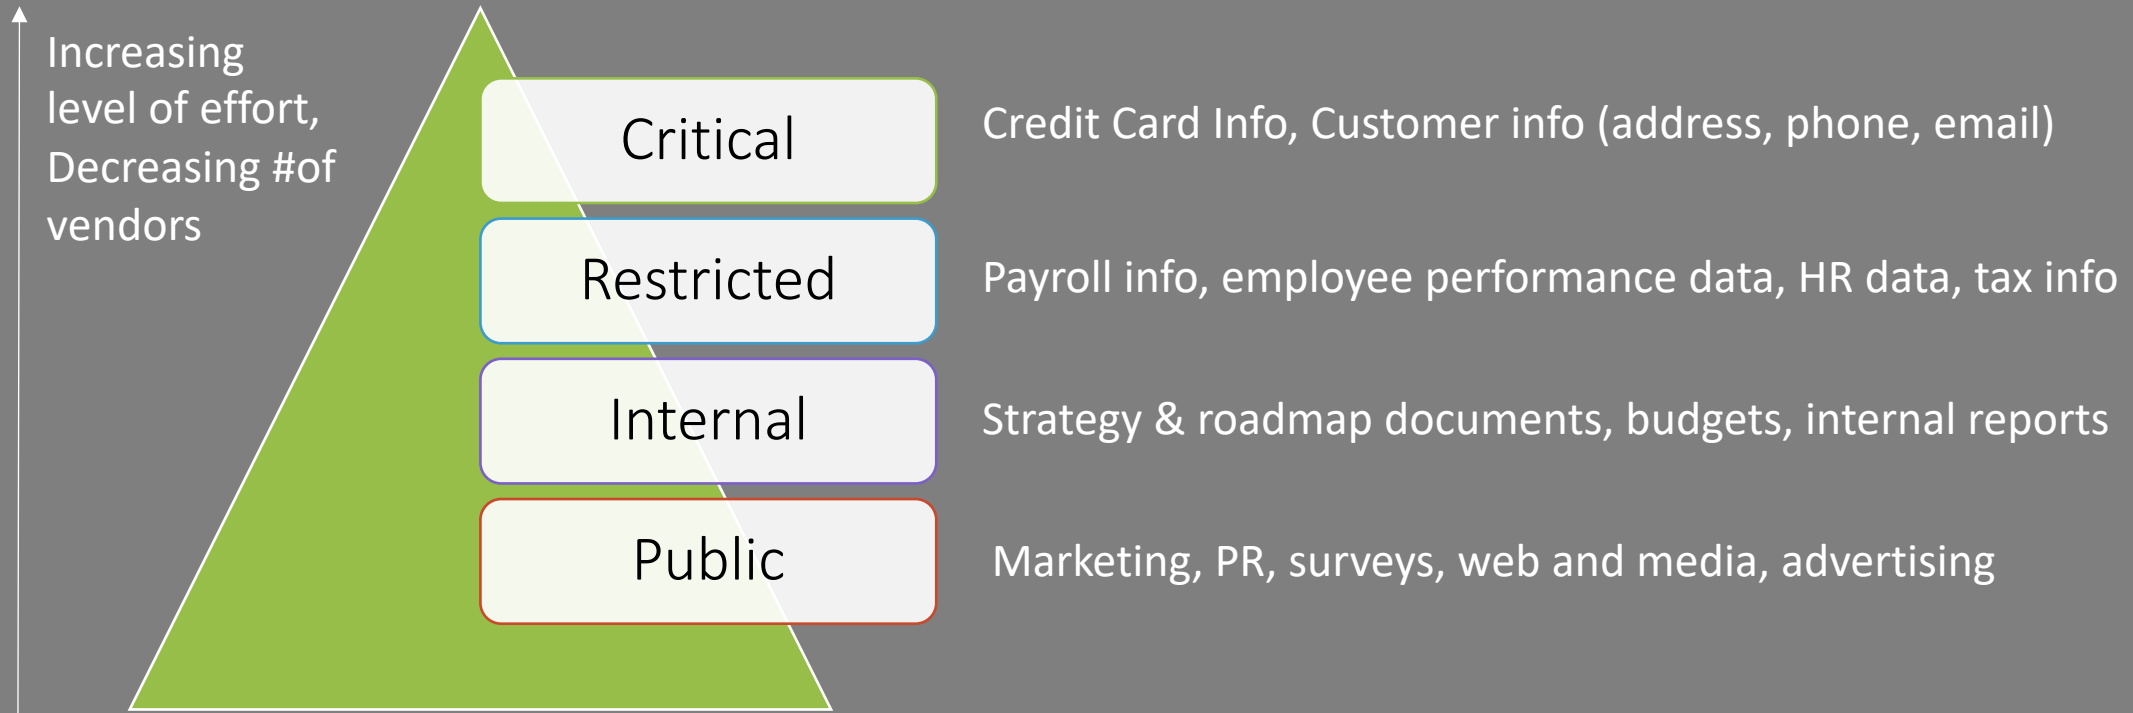 Increasing
level of effort,
Decreasing #of
vendors
Critical
Credit Card Info, Customer info (address, phone, email)
Restricted
Payroll info, employee performance data, HR data, tax info
Internal
Strategy & roadmap documents, budgets, internal reports
Public
Marketing, PR, surveys, web and media, advertising